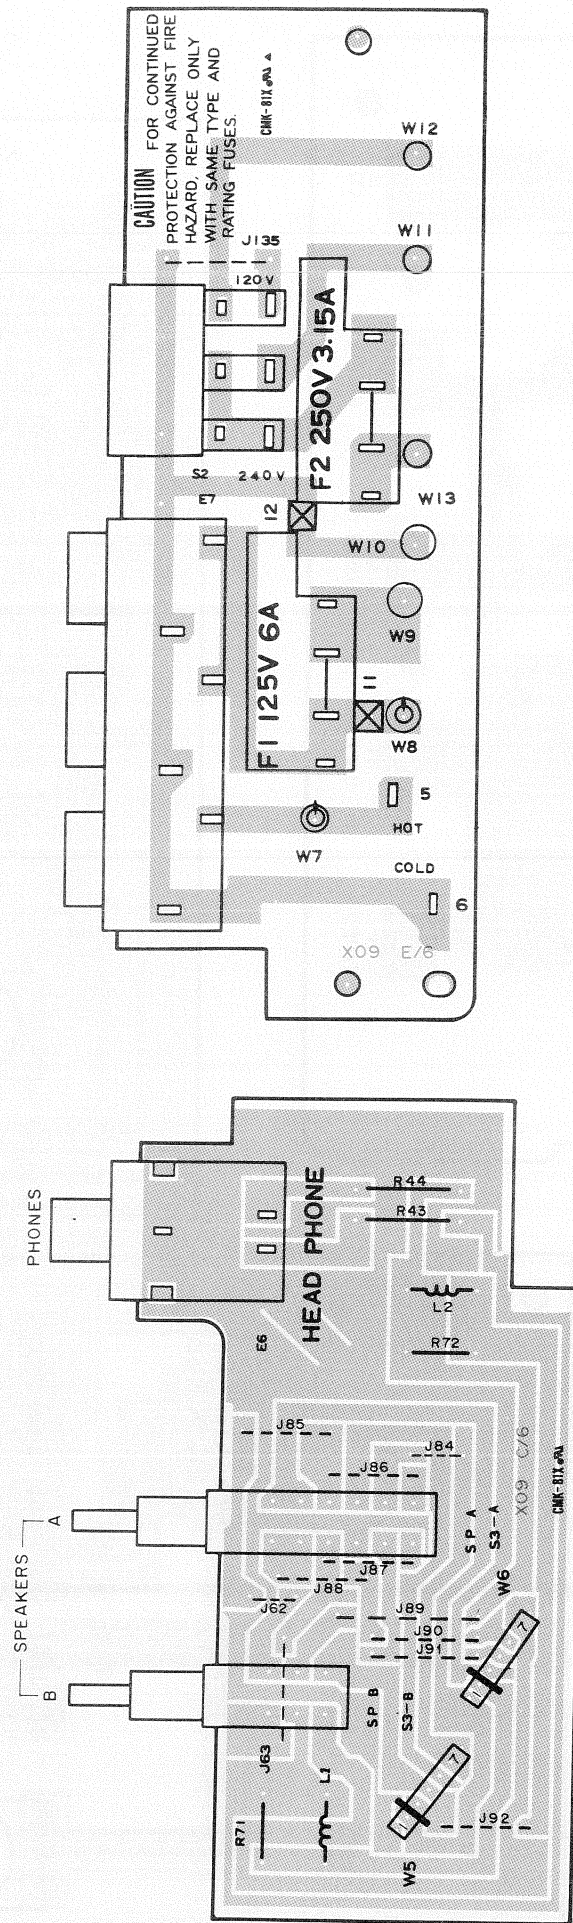 CAUTION FOR CONTINUED
PROTECTION AGAINST FIRE
HAZARD, REPLACE ONLY
WITH SAME TYPE AND
RATING FUSES.
CMK-81X
W12
W11
J135
120V
F2 250V 3.15A
S2
240V
E7
12
W13
W10
W9
F1 125V 6A
11
W8
5
HOT
W7
COLD
6
X09 E/6
PHONES
HEAD PHONE
R44
R43
L2
E6
R72
J85
J84
J86
X09 C/6
CMK-81X
SPEAKERS
A
B
SP A
S3-A
J87
J88
J62
J89
J90
J91
W6
1
7
SP B
S3-B
J63
L1
R71
1
7
W5
J92